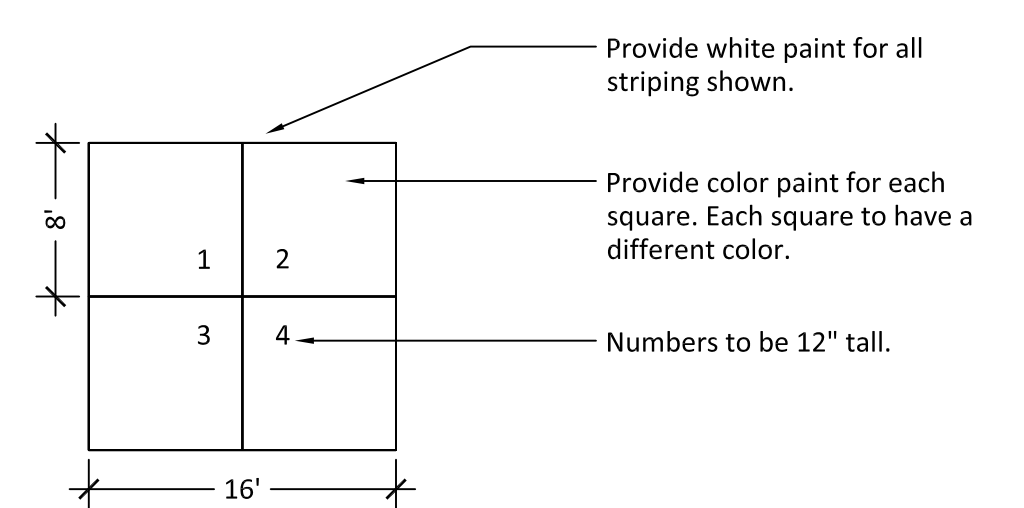 Provide white paint for all
striping shown.
Provide color paint for each
square. Each square to have a
different color.
8'
1
2
3
4
Numbers to be 12" tall.
16'